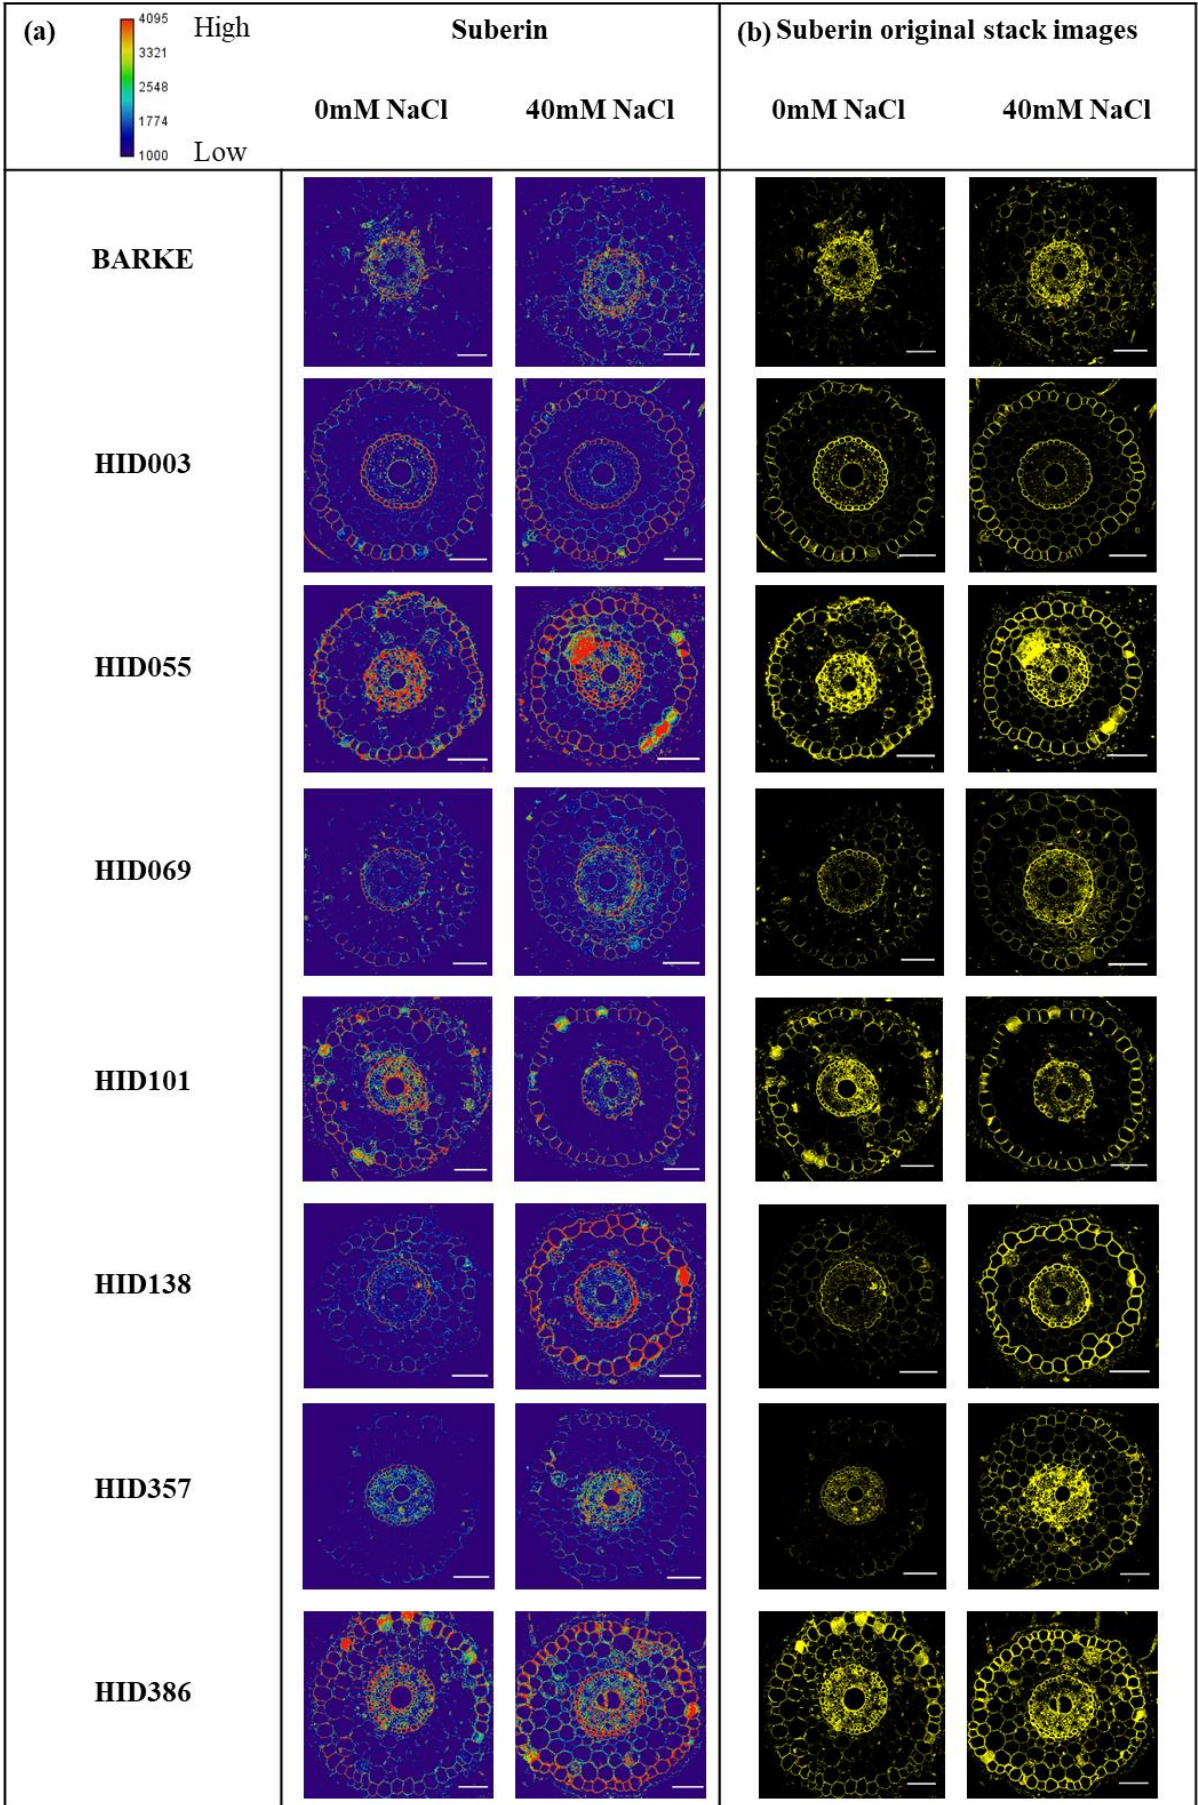 (a)
4095
3321
2548
1774
1000
High
Low
Suberin
0mM NaCl
40mM NaCl
(b) Suberin original stack images
0mM NaCl
40mM NaCl
BARKE
HID003
HID055
HID069
HID101
HID138
HID357
HID386